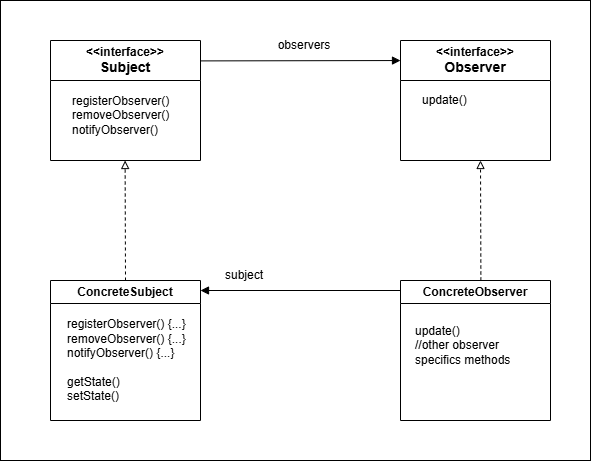 <<interface>>
Subject
registerObserver()
removeObserver()
notifyObserver()
observers
<<interface>>
Observer
update()
subject
ConcreteSubject
registerObserver() {...}
removeObserver() {...}
notifyObserver() {...}
getState()
setState()
ConcreteObserver
update()
//other observer
specifics methods